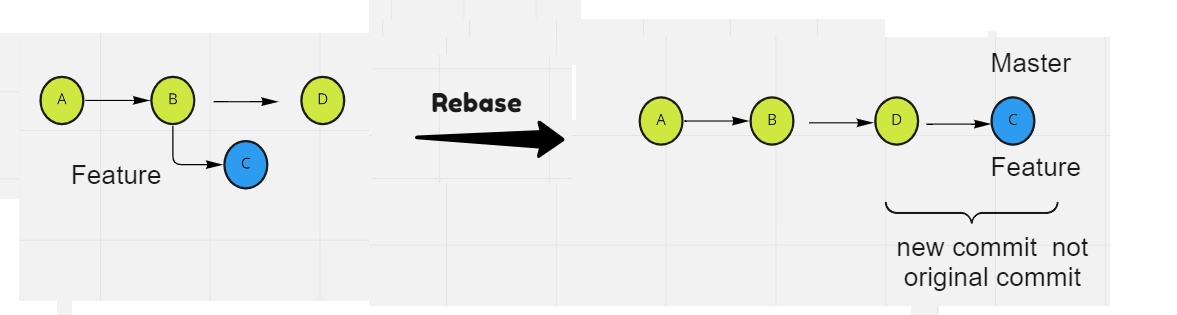 A
B
D
C
Feature
Rebase
Master
A
B
D
C
Feature
new commit not
original commit